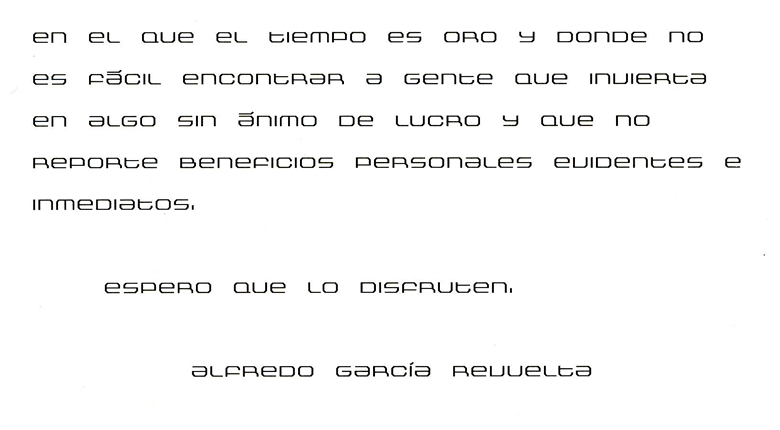 en el que el tiempo es oro y donde no
es fácil encontrar a gente que invierta
en algo sin ánimo de lucro y que no
reporte beneficios personales evidentes e
inmediatos.
espero que lo disfruten.
alfredo garcía revuelta